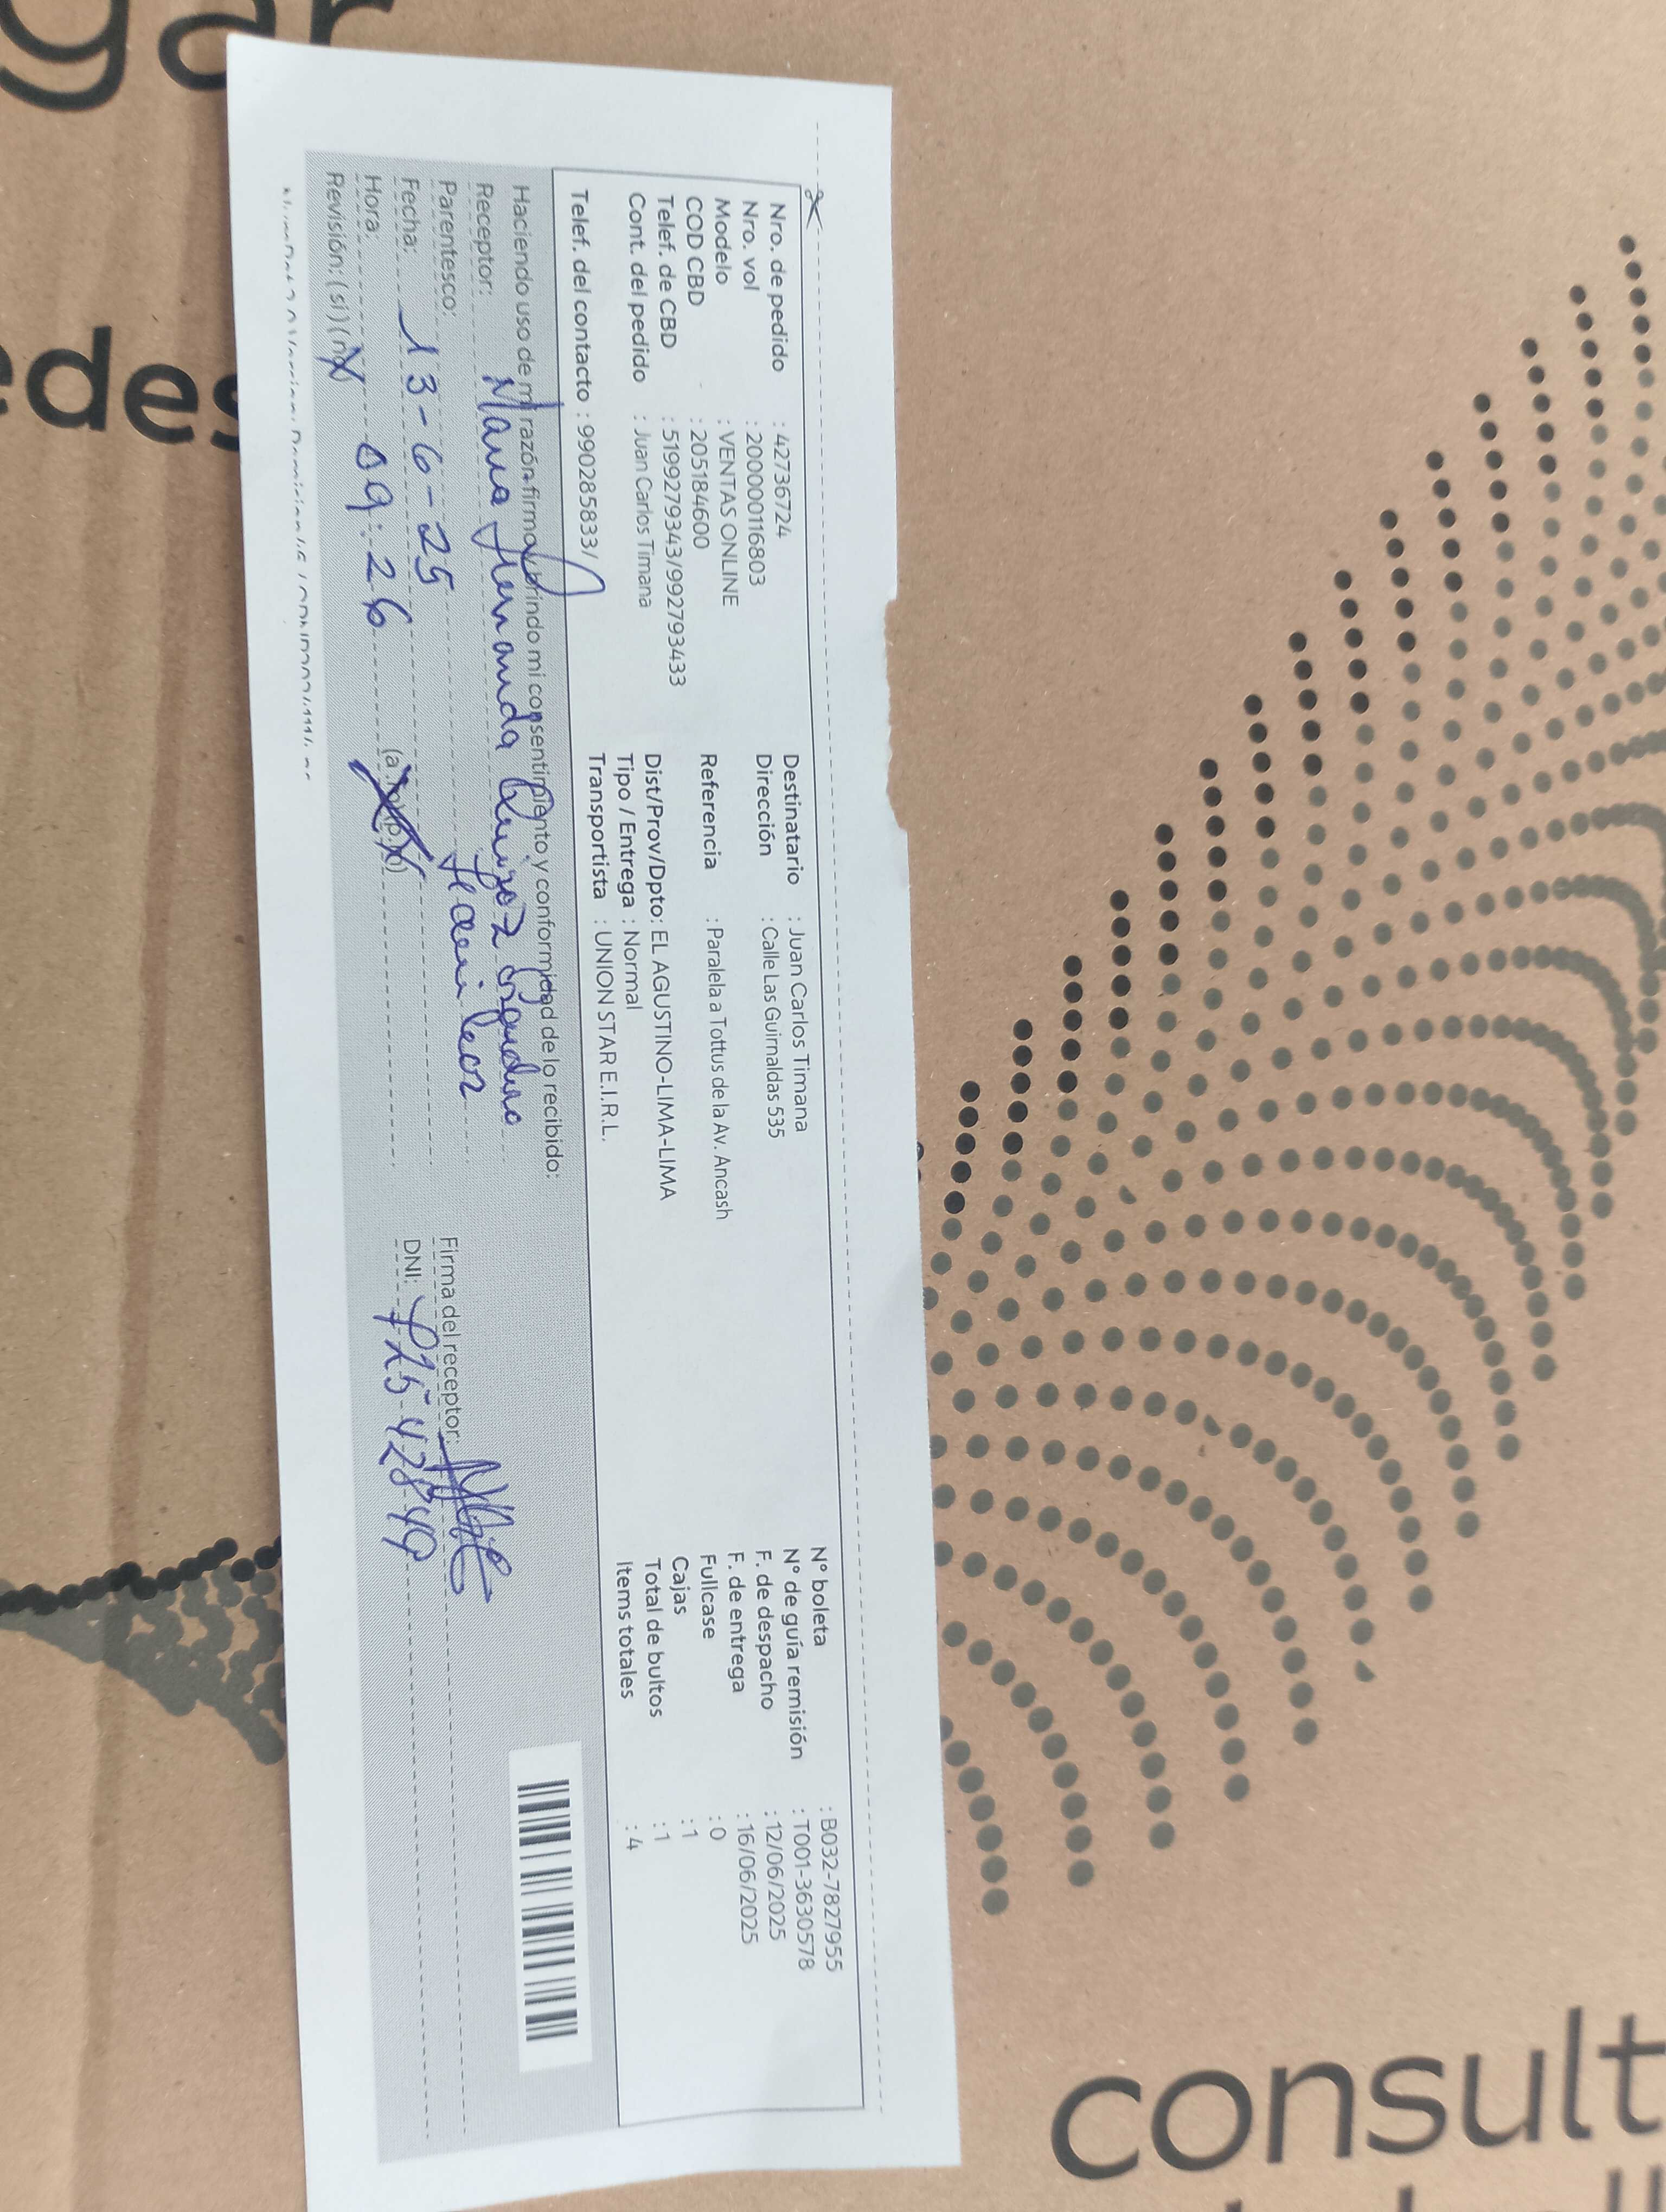 Nro. de pedido : 42736724
Nro. vol : 2000000116803
Modelo : VENTAS ONLINE
COD CBD : 205184600
Telef. de CBD : 51992793433/992793433
Cont. del pedido : Juan Carlos Timana
Telef. del contacto : 990285833/
Destinatario : Juan Carlos Timana
Dirección : Calle Las Guirnaldas 535
Referencia : Paralela a Tottus de la Av. Ancash
Dist/Prov/Dpto: EL AGUSTINO-LIMA-LIMA
Tipo / Entrega : Normal
Transportista : UNION STAR E.I.R.L.
N° boleta : B032-7827955
N° de guía remisión : T001-3630578
F. de despacho : 12/06/2025
F. de entrega : 16/06/2025
Fullcase : 0
Cajas : 1
Total de bultos : 1
Items totales : 4
Haciendo uso de mi razón firmo y brindo mi consentimiento y conformidad de lo recibido:
Receptor:
Parentesco:
Fecha: 13-6-25
Hora 09:26
Revisión: (si) (no)
Firma del receptor:
DNI:
consult